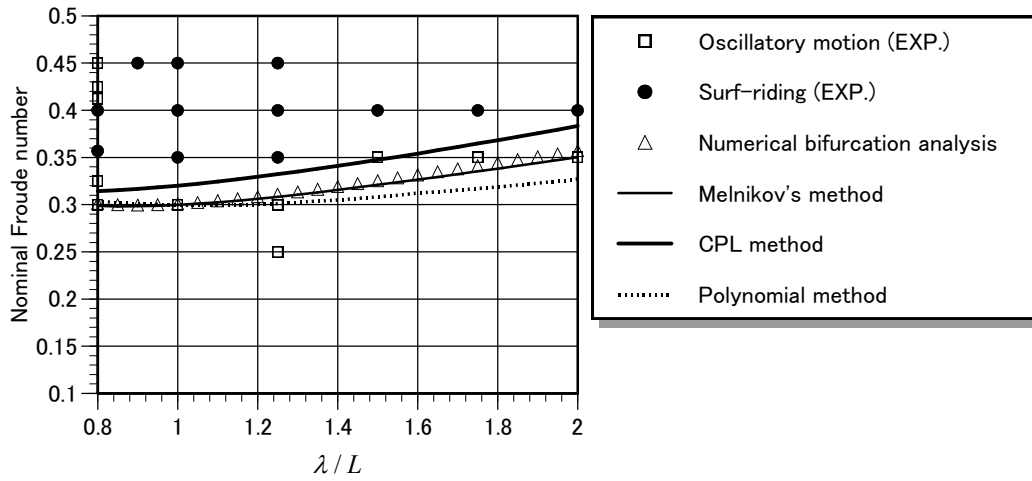 0.5
0.45
0.4
0.35
0.3
0.25
0.2
0.15
0.1
Nominal Froude number
0.8 1 1.2 1.4 1.6 1.8 2
λ / L
Oscillatory motion (EXP.)
Surf-riding (EXP.)
Numerical bifurcation analysis
Melnikov's method
CPL method
Polynomial method